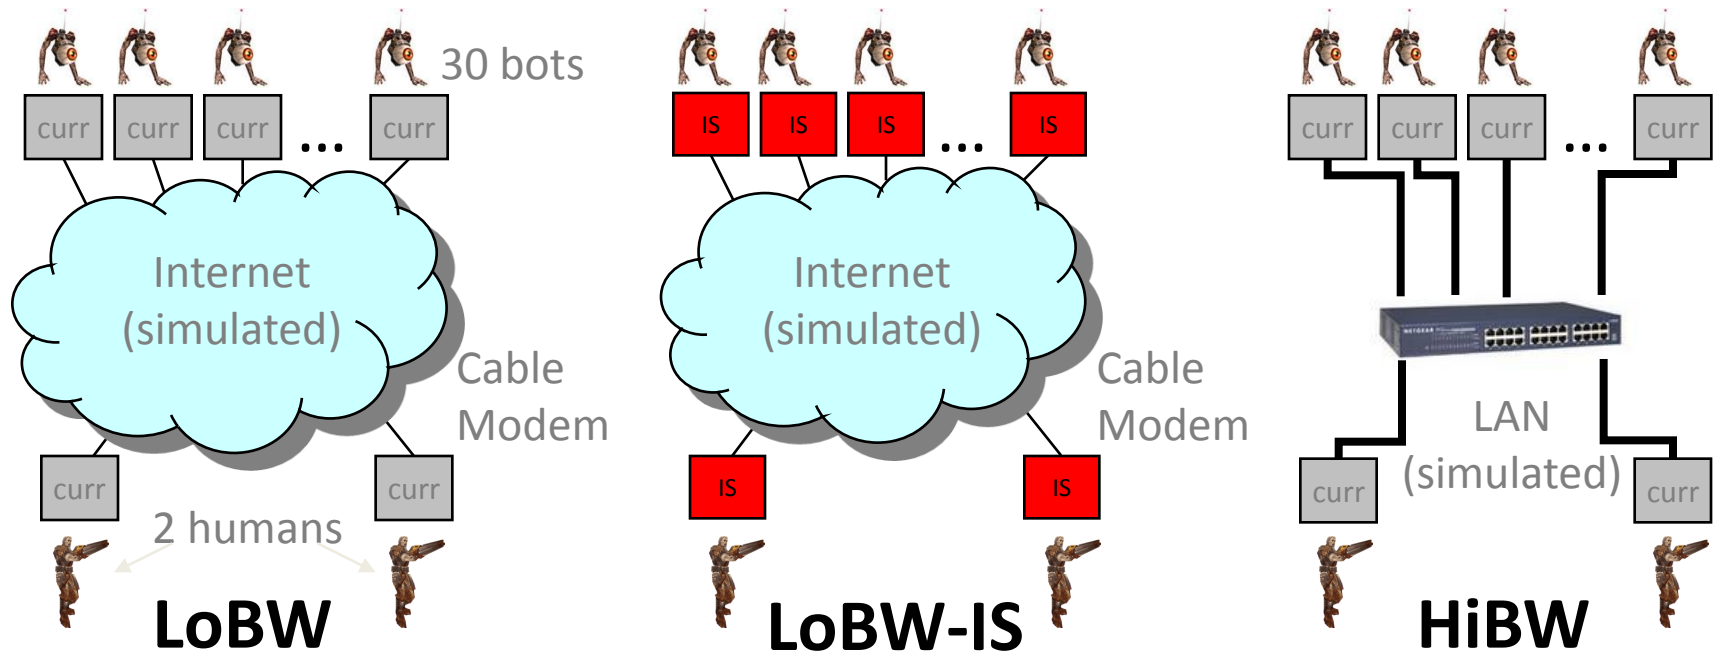 30 bots
curr curr curr ... curr
Internet
(simulated)
Cable
Modem
curr curr
2 humans
LoBW
IS IS IS ... IS
Internet
(simulated)
Cable
Modem
IS IS
LoBW-IS
curr curr curr ... curr
NETGEAR
LAN
(simulated)
curr curr
HiBW